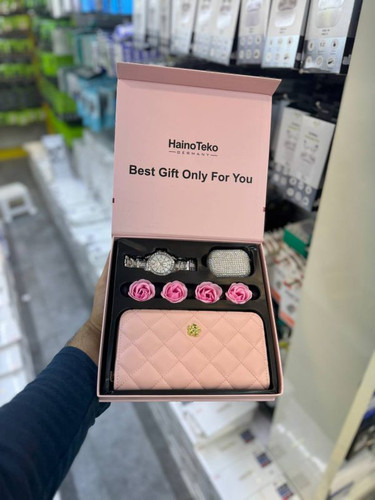 HainoTeko
GERMANY
Best Gift Only For You